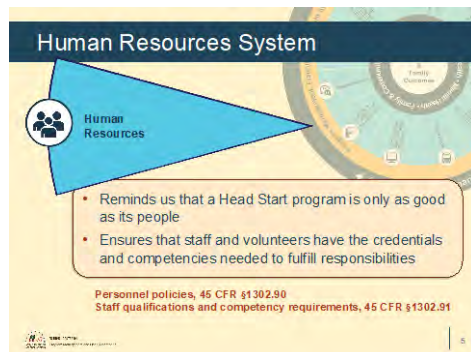 Human Resources System
& Family
Outcomes
Human
Resources
• Reminds us that a Head Start program is only as good
as its people
• Ensures that staff and volunteers have the credentials
and competencies needed to fulfill responsibilities
Personnel policies, 45 CFR §1302.90
Staff qualifications and competency requirements, 45 CFR §1302.91